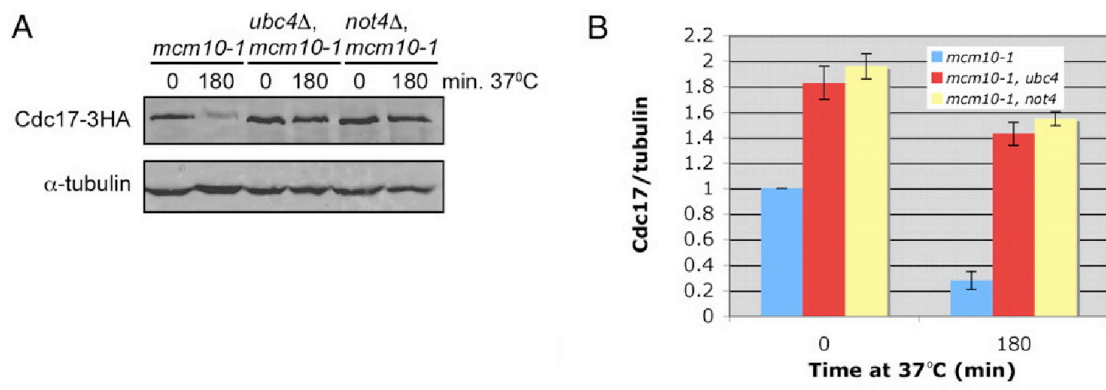 A
ubc4Δ, not4Δ,
mcm10-1 mcm10-1 mcm10-1
0 180 0 180 0 180 min. 37⁰C
Cdc17-3HA
α-tubulin
B
Cdc17/tubulin
2.2
2
1.8
1.6
1.4
1.2
1
0.8
0.6
0.4
0.2
0
mcm10-1
mcm10-1, ubc4
mcm10-1, not4
0 180
Time at 37°C (min)